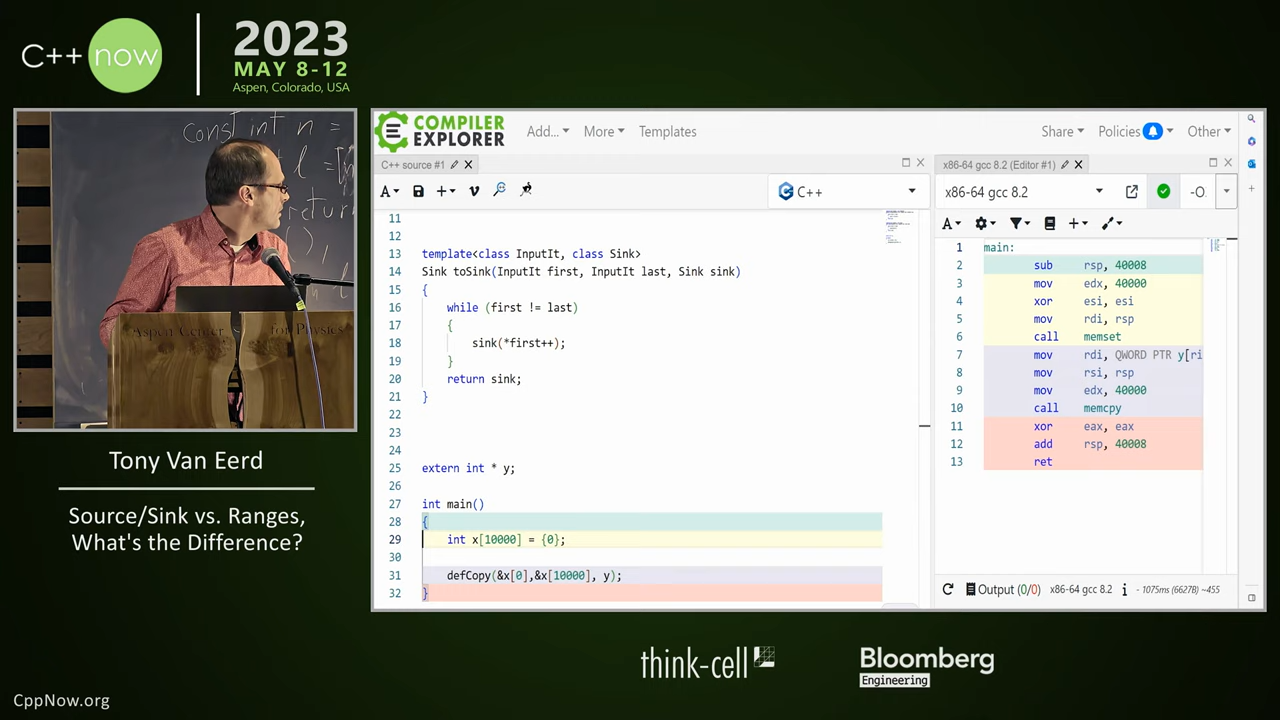 C++ now
2023
MAY 8-12
Aspen, Colorado, USA
const int n =
return
Aspen Center for Physics
Tony Van Eerd
Source/Sink vs. Ranges,
What's the Difference?
CppNow.org
COMPILER
EXPLORER
Add... More Templates
Share Policies Other
C++ source #1
A C++
11
12
13 template<class InputIt, class Sink>
14 Sink toSink(InputIt first, InputIt last, Sink sink)
15 {
16 while (first != last)
17 {
18 sink(*first++);
19 }
20 return sink;
21 }
22
23
24
25 extern int * y;
26
27 int main()
28 {
29 int x[10000] = {0};
30
31 defCopy(&x[0],&x[10000], y);
32 }
x86-64 gcc 8.2 (Editor #1)
x86-64 gcc 8.2 -O
A
1 main:
2 sub rsp, 40008
3 mov edx, 40000
4 xor esi, esi
5 mov rdi, rsp
6 call memset
7 mov rdi, QWORD PTR y[ri
8 mov rsi, rsp
9 mov edx, 40000
10 call memcpy
11 xor eax, eax
12 add rsp, 40008
13 ret
Output (0/0) x86-64 gcc 8.2 i - 1075ms (6627B) ~455
think-cell
Bloomberg
Engineering